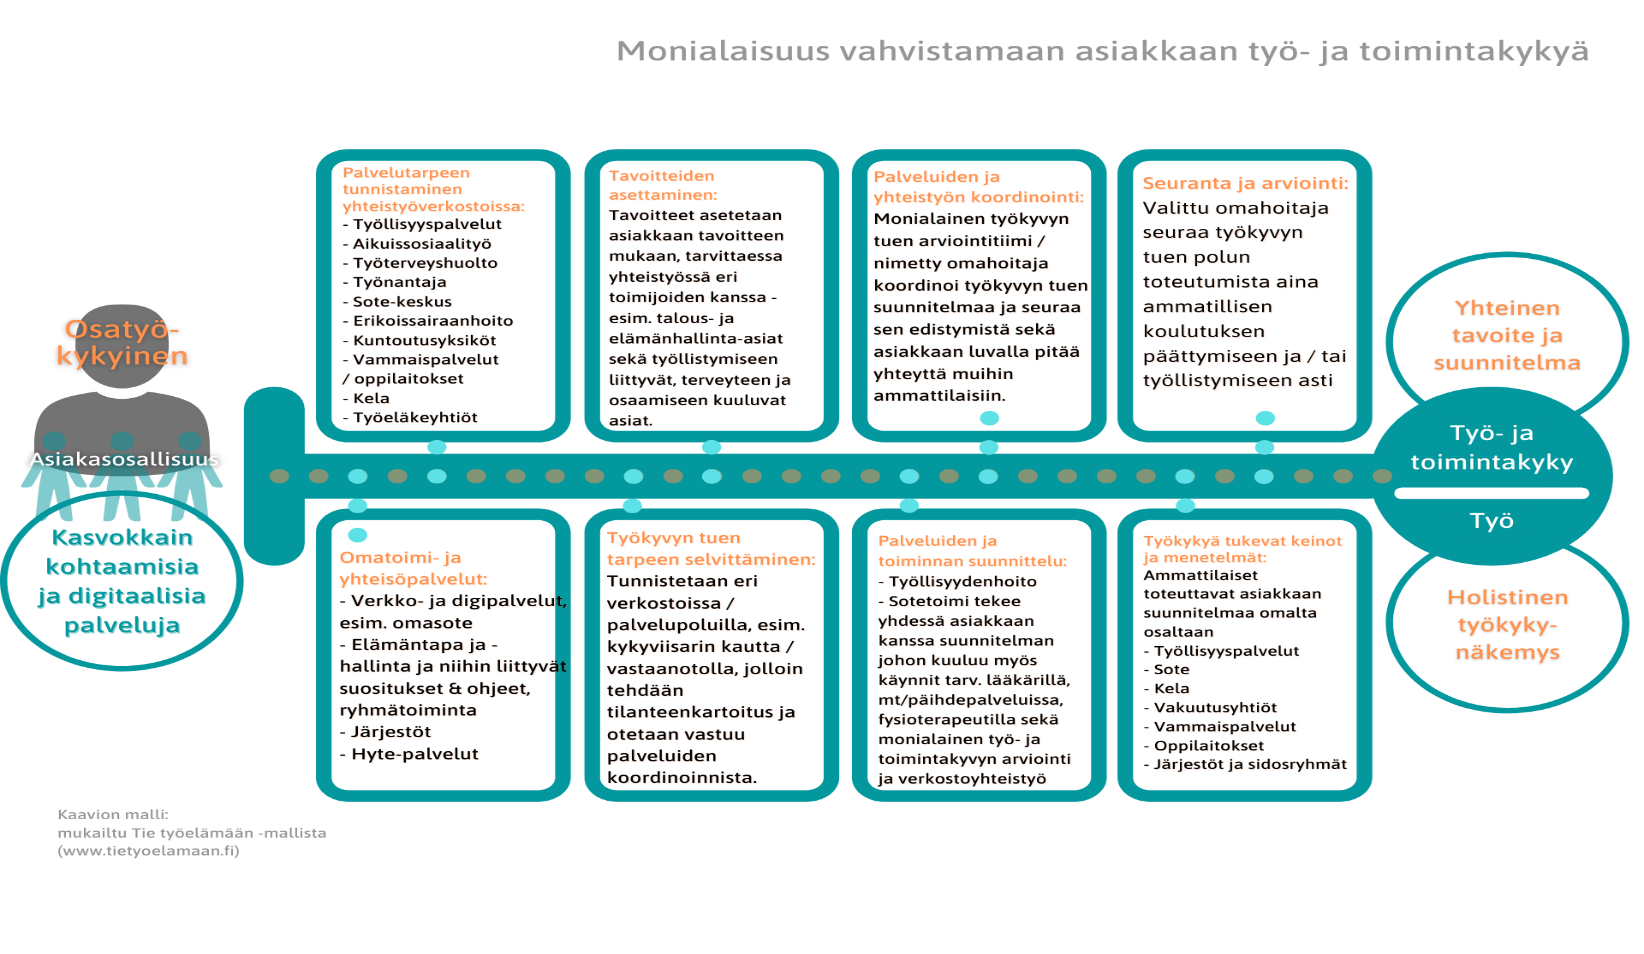 Monialaisuus vahvistamaan asiakkaan työ- ja toimintakykyä
Osatyö-
kykyinen
Asiakasosallisuus
Kasvokkain
kohtaamisia
ja digitaalisia
palveluja
Palvelutarpeen
tunnistaminen
yhteistyöverkostoissa:
- Työllisyyspalvelut
- Aikuissosiaalityö
- Työterveyshuolto
- Työnantaja
- Sote-keskus
- Erikoissairaanhoito
- Kuntoutusyksiköt
- Vammaispalvelut
/ oppilaitokset
- Kela
- Työeläkeyhtiöt
Tavoitteiden
asettaminen:
Tavoitteet asetetaan
asiakkaan tavoitteen
mukaan, tarvittaessa
yhteistyössä eri
toimijoiden kanssa -
esim. talous- ja
elämänhallinta-asiat
sekä työllistymiseen
liittyvät, terveyteen ja
osaamiseen kuuluvat
asiat.
Palveluiden ja
yhteistyön koordinointi:
Monialainen työkyvyn
tuen arviointitiimi /
nimetty omahoitaja
koordinoi työkyvyn tuen
suunnitelmaa ja seuraa
sen edistymistä sekä
asiakkaan luvalla pitää
yhteyttä muihin
ammattilaisiin.
Seuranta ja arviointi:
Valittu omahoitaja
seuraa työkyvyn
tuen polun
toteutumista aina
ammatillisen
koulutuksen
päättymiseen ja / tai
työllistymiseen asti
Omatoimi- ja
yhteisöpalvelut:
- Verkko- ja digipalvelut,
esim. omasote
- Elämäntapa ja -
hallinta ja niihin liittyvät
suositukset & ohjeet,
ryhmätoiminta
- Järjestöt
- Hyte-palvelut
Työkyvyn tuen
tarpeen selvittäminen:
Tunnistetaan eri
verkostoissa /
palvelupoluilla, esim.
kykyviisarin kautta /
vastaanotolla, jolloin
tehdään
tilanteenkartoitus ja
otetaan vastuu
palveluiden
koordinoinnista.
Palveluiden ja
toiminnan suunnittelu:
- Työllisyydenhoito
- Sotetoimi tekee
yhdessä asiakkaan
kanssa suunnitelman
johon kuuluu myös
käynnit tarv. lääkärillä,
mt/päihdepalveluissa,
fysioterapeutilla sekä
monialainen työ- ja
toimintakyvyn arviointi
ja verkostoyhteistyö
Työkykyä tukevat keinot
ja menetelmät:
Ammattilaiset
toteuttavat asiakkaan
suunnitelmaa omalta
osaltaan
- Työllisyyspalvelut
- Sote
- Kela
- Vakuutusyhtiöt
- Vammaispalvelut
- Oppilaitokset
- Järjestöt ja sidosryhmät
Yhteinen
tavoite ja
suunnitelma
Työ- ja
toimintakyky
Työ
Holistinen
työkyky-
näkemys
Kaavion malli:
mukailtu Tie työelämään -mallista
(www.tietyoelamaan.fi)